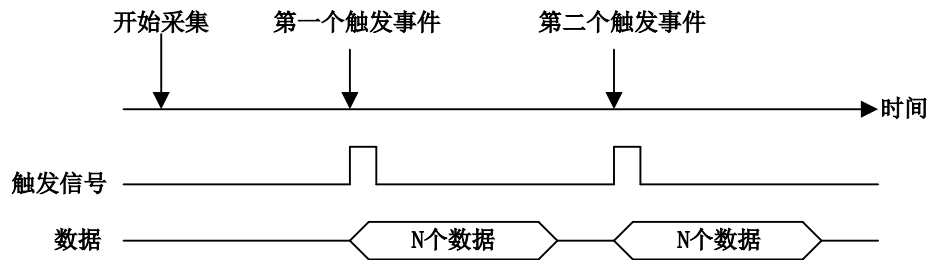 开始采集
第一个触发事件
第二个触发事件
时间
触发信号
数据
N个数据
N个数据